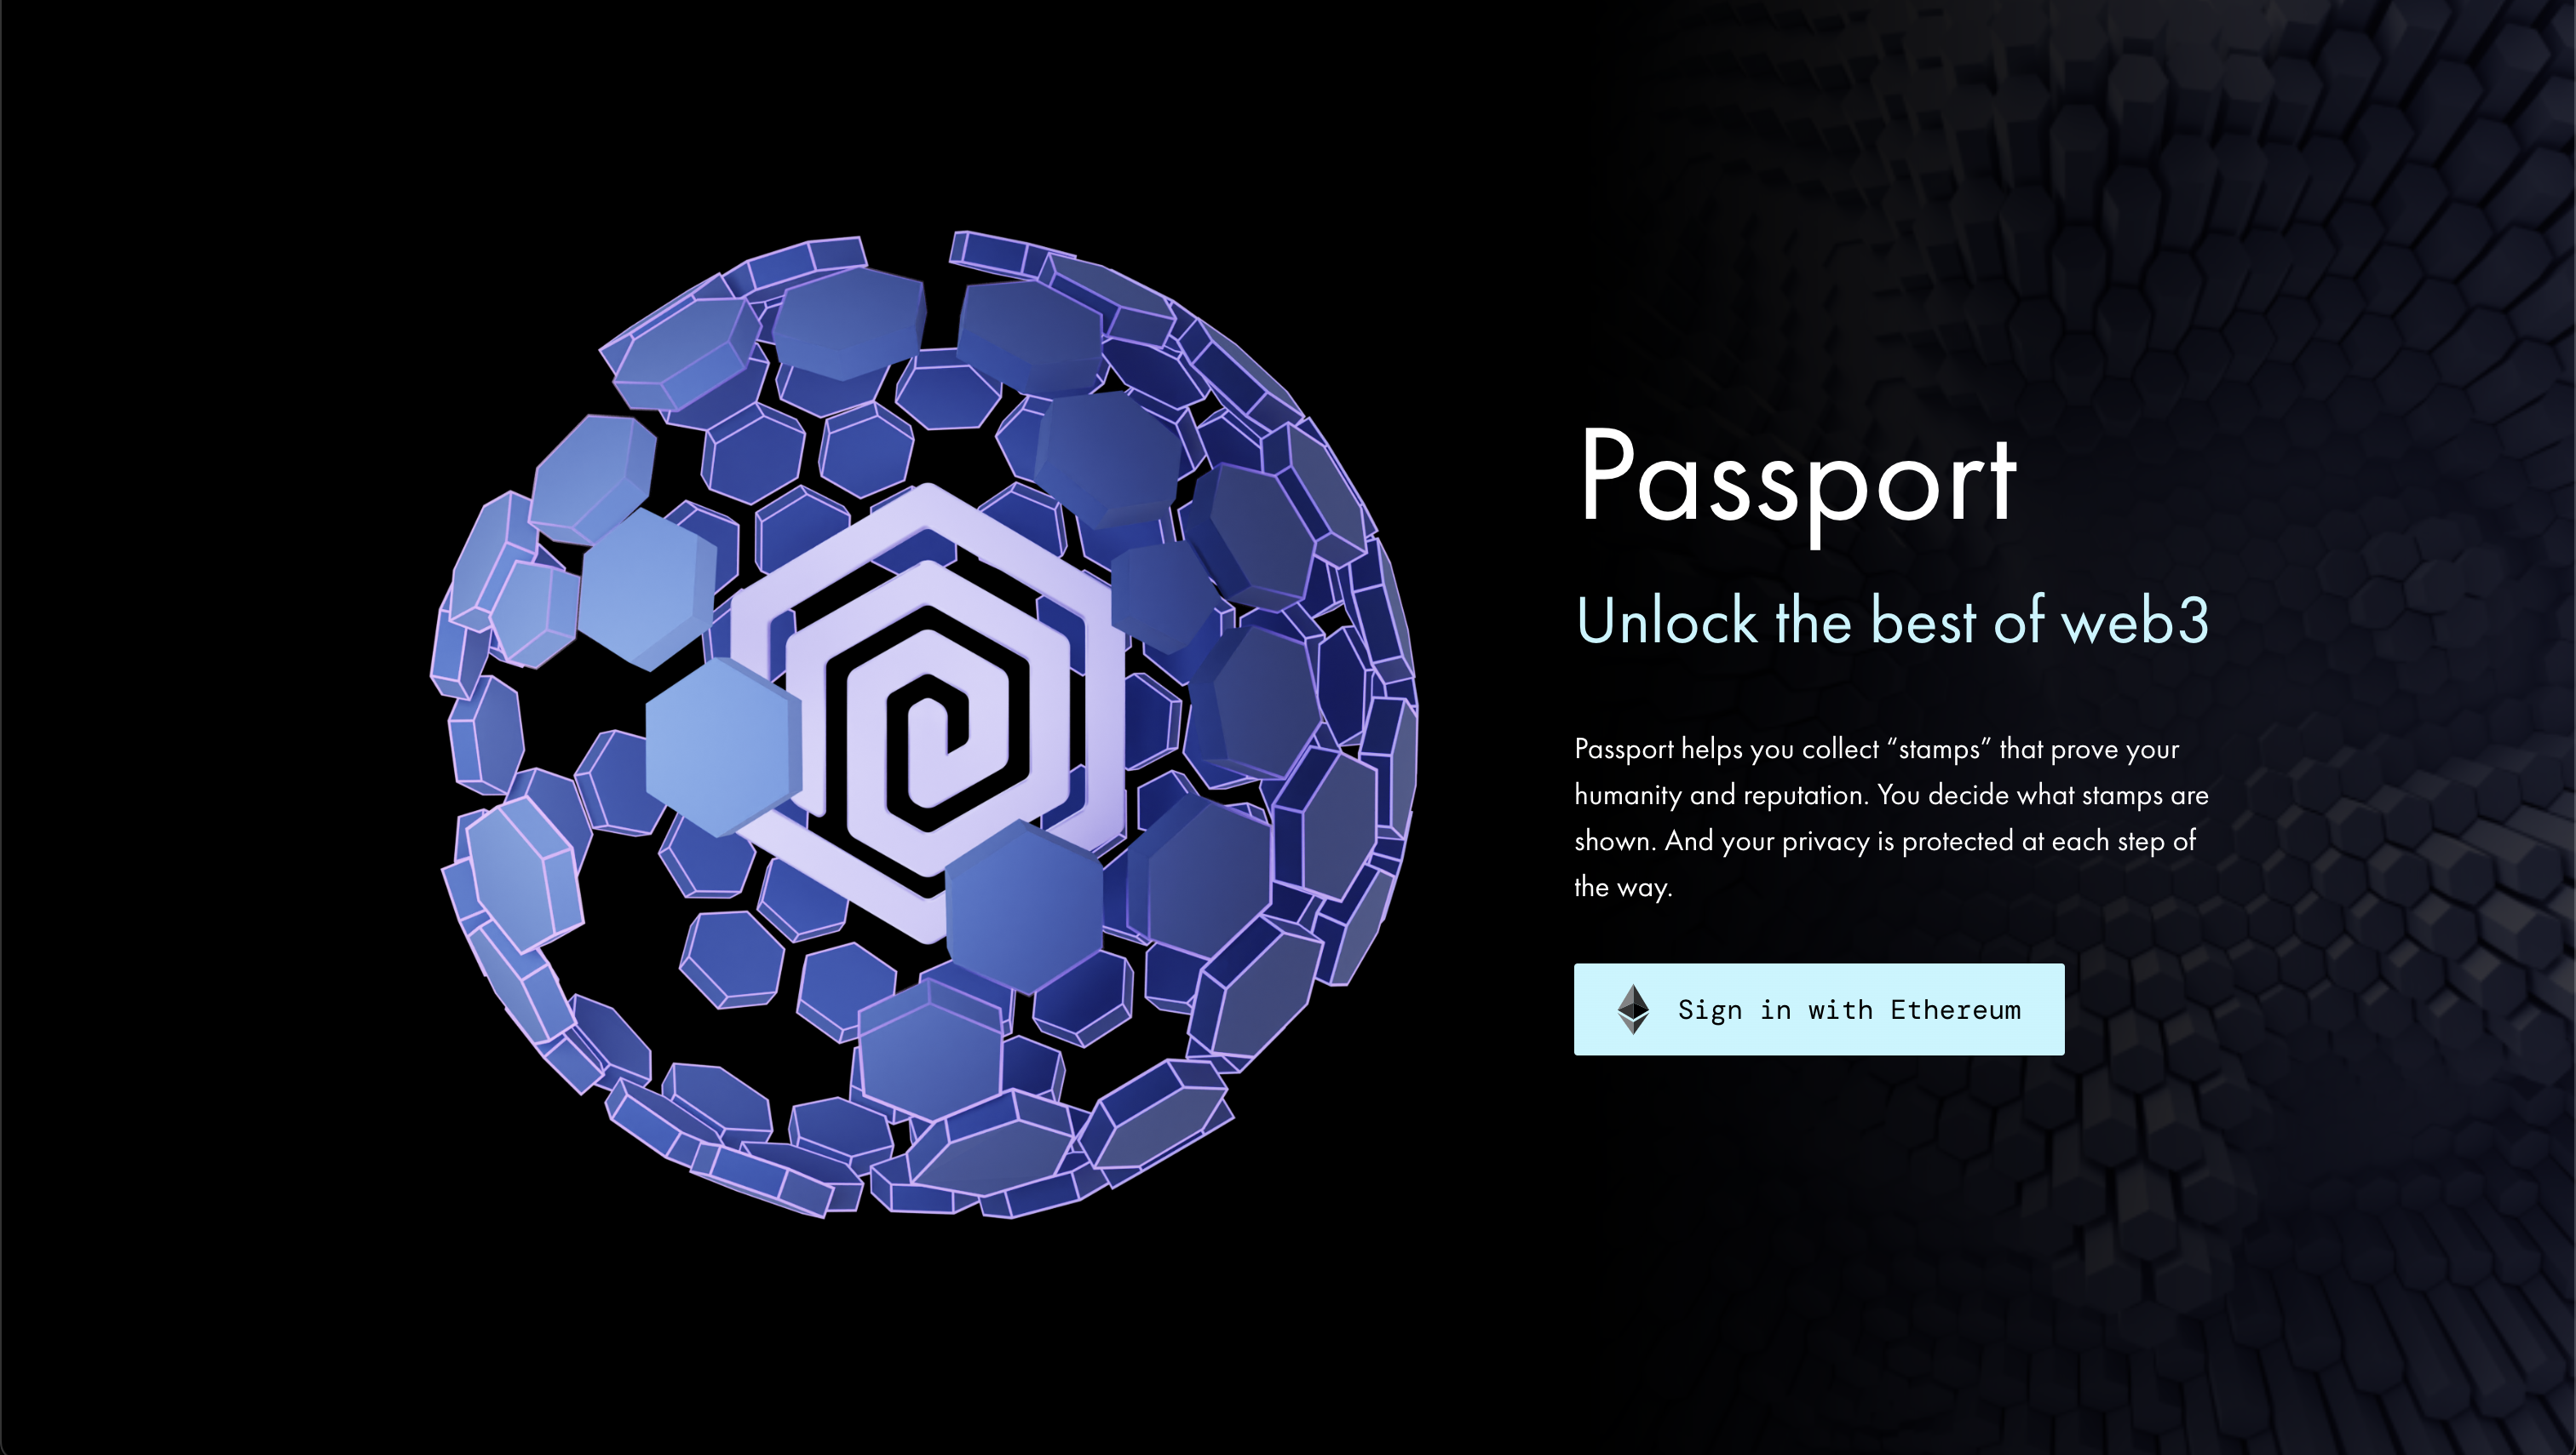 Passport
Unlock the best of web3
Passport helps you collect “stamps” that prove your
humanity and reputation. You decide what stamps are
shown. And your privacy is protected at each step of
the way.
Sign in with Ethereum